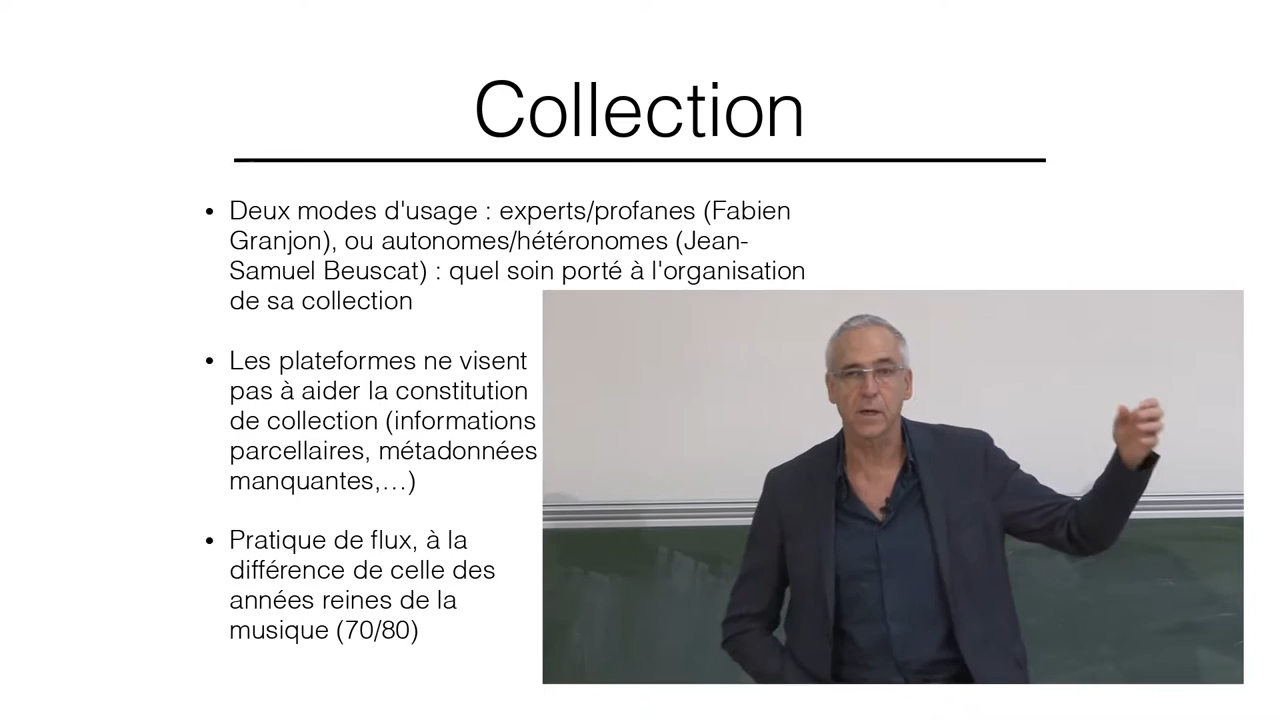 Collection
• Deux modes d'usage : experts/profanes (Fabien
Granjon), ou autonomes/hétéronomes (Jean-
Samuel Beuscat) : quel soin porté à l'organisation
de sa collection
• Les plateformes ne visent
pas à aider la constitution
de collection (informations
parcellaires, métadonnées
manquantes,…)
• Pratique de flux, à la
différence de celle des
années reines de la
musique (70/80)